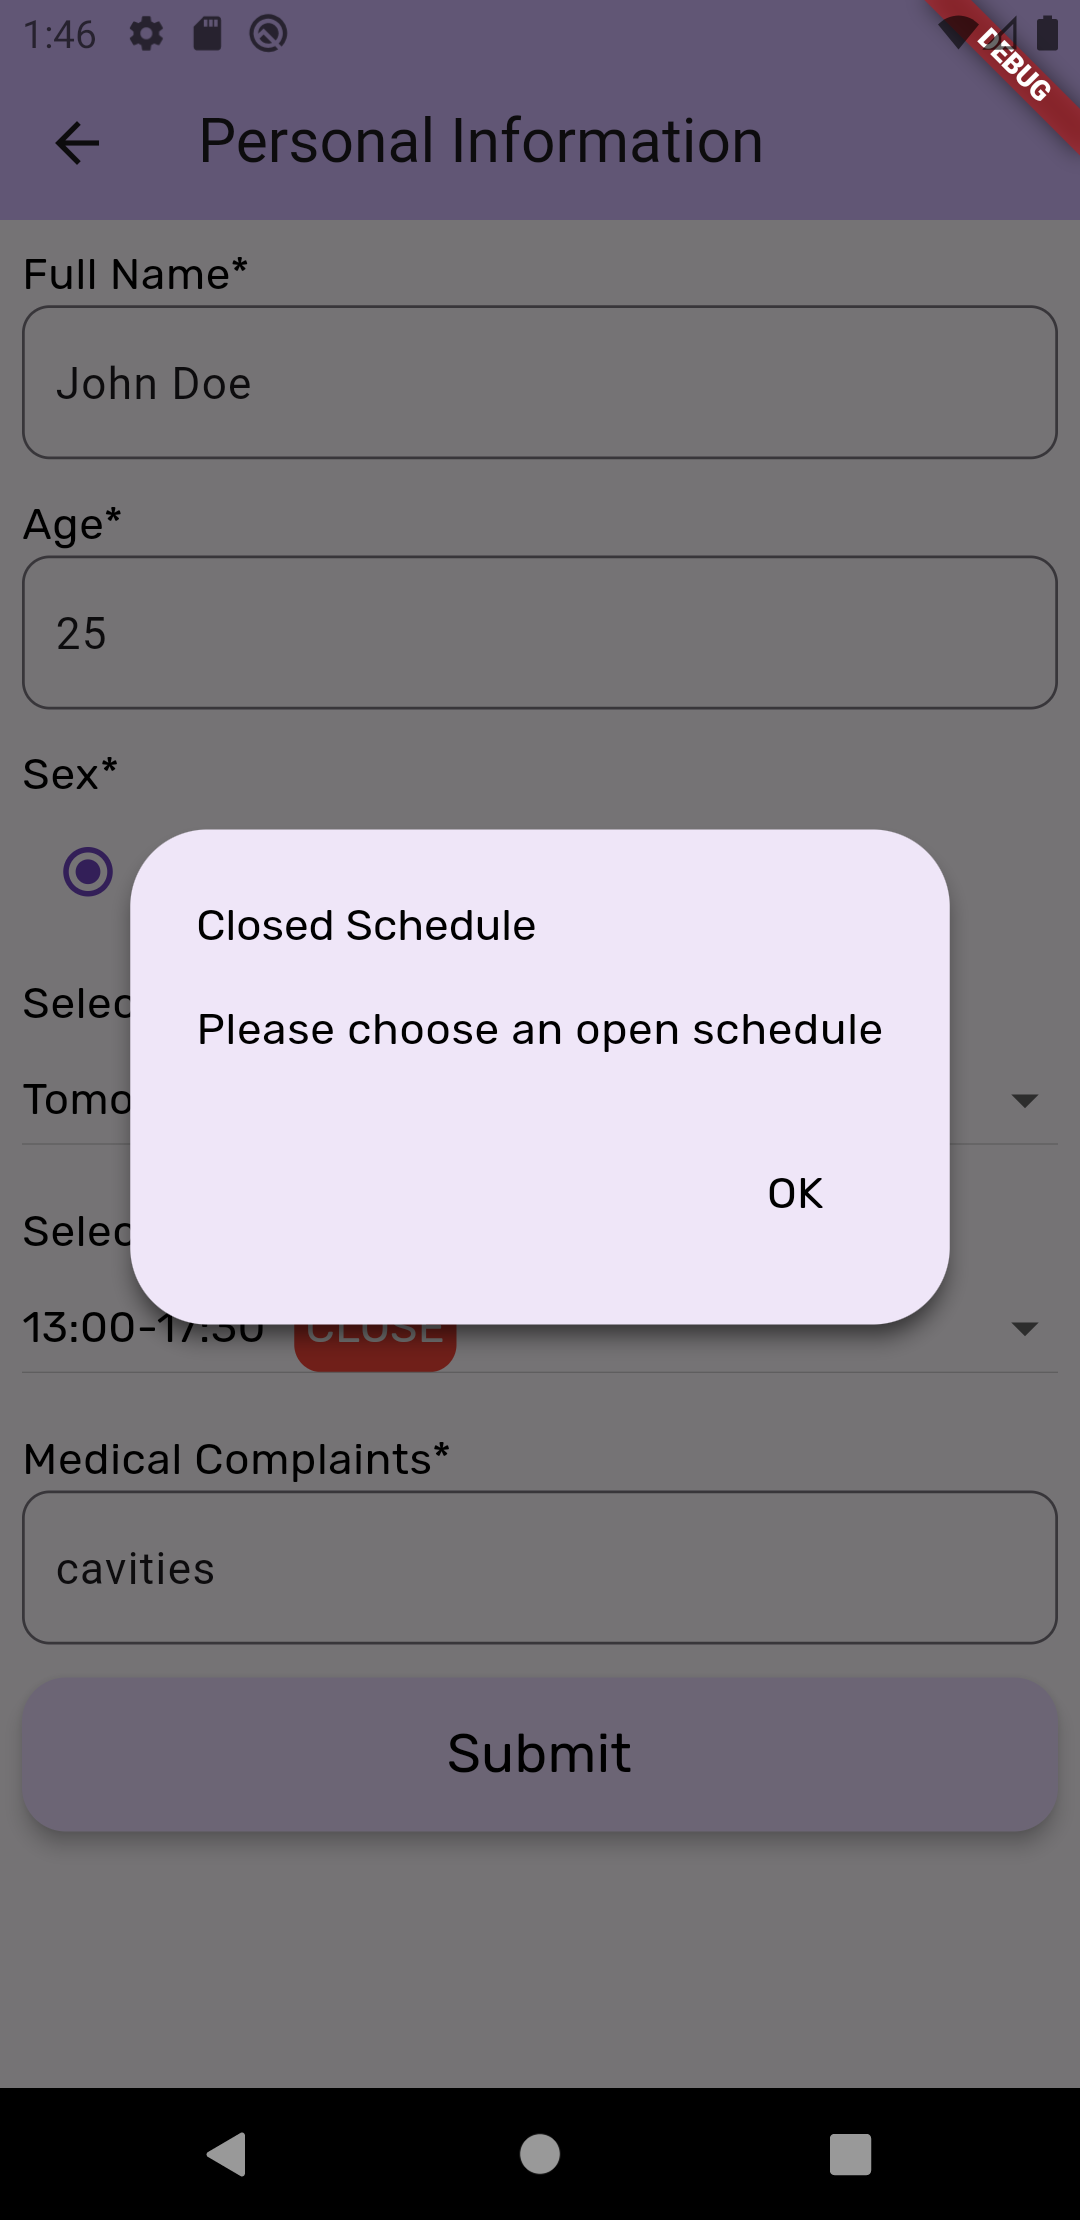 1:46
DEBUG
Personal Information
Full Name*
John Doe
Age*
25
Sex*
Closed Schedule
Please choose an open schedule
OK
Selec
Tomo
Selec
13:00-17:30 CLOSE
Medical Complaints*
cavities
Submit